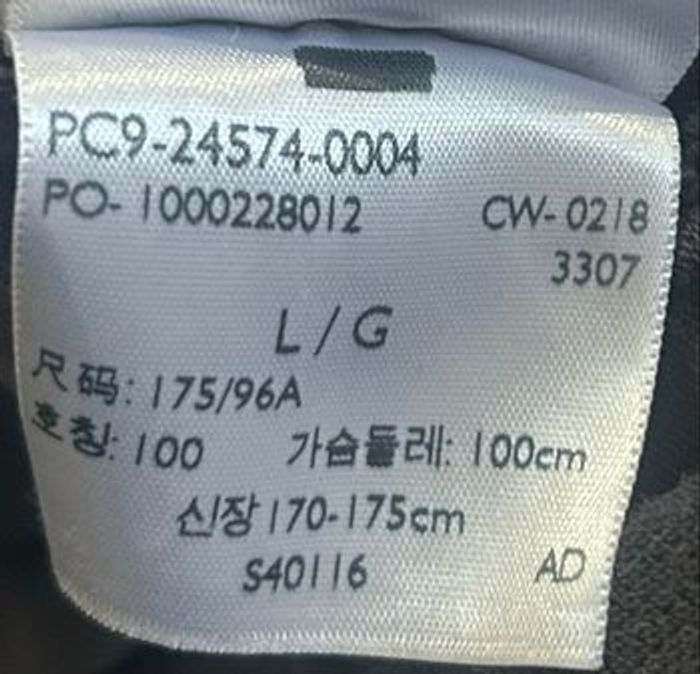 PC9-24574-0004
PO- 1000228012 CW- 0218
3307
L / G
尺码: 175/96A
호칭: 100 가슴둘레: 100cm
신장 170-175cm
S40116 AD